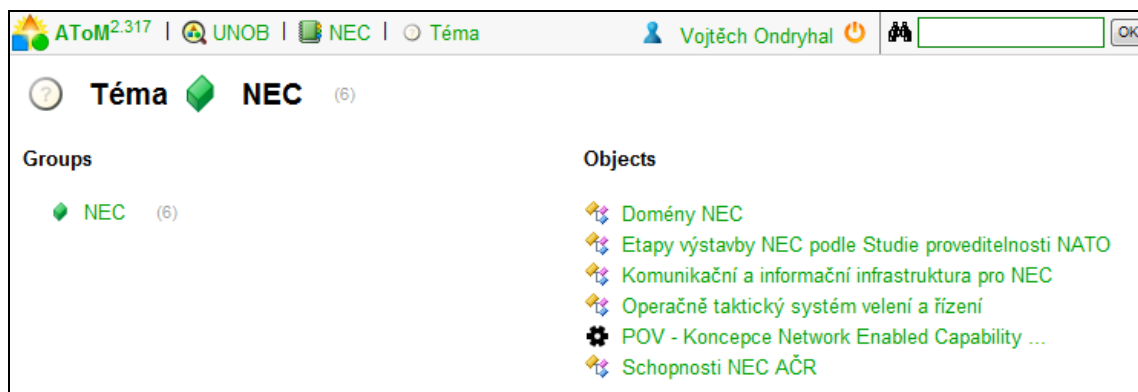 AToM2.317 | UNOB | NEC | Téma Vojtěch Ondryhal OK
? Téma NEC (6)
Groups
NEC (6)
Objects
Domény NEC
Etapy výstavby NEC podle Studie proveditelnosti NATO
Komunikační a informační infrastruktura pro NEC
Operačně taktický systém velení a řízení
POV - Koncepce Network Enabled Capability ...
Schopnosti NEC AČR